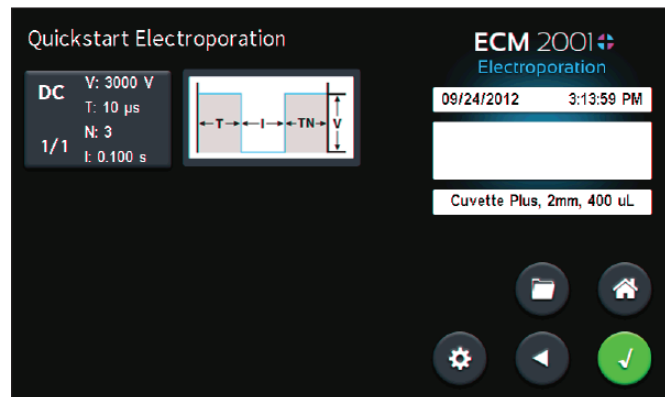 Quickstart Electroporation
DC
1/1
V: 3000 V
T: 10 µs
N: 3
I: 0.100 s
T I TN V
ECM 2001
Electroporation
09/24/2012 3:13:59 PM
Cuvette Plus, 2mm, 400 uL